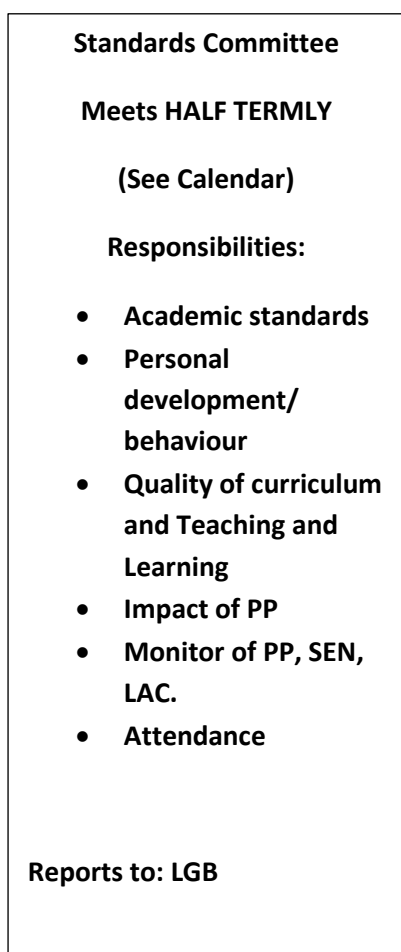 Standards Committee
Meets HALF TERMLY
(See Calendar)
Responsibilities:
• Academic standards
• Personal
development/
behaviour
• Quality of curriculum
and Teaching and
Learning
• Impact of PP
• Monitor of PP, SEN,
LAC.
• Attendance
Reports to: LGB